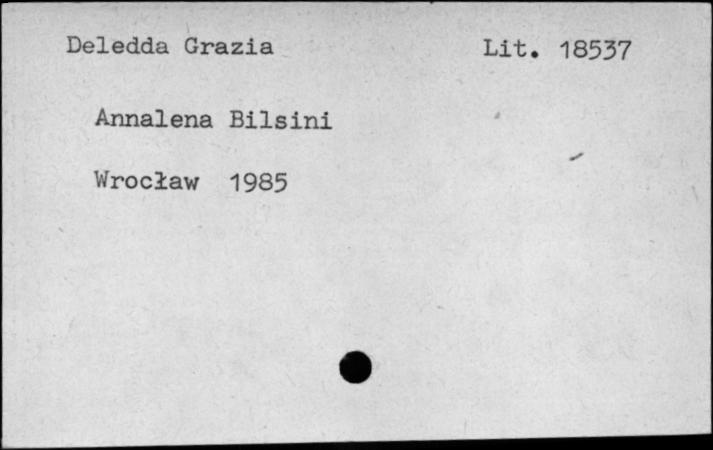 Deledda Grazia Lit. 18537
Annalena Bilsini
Wrocław 1985